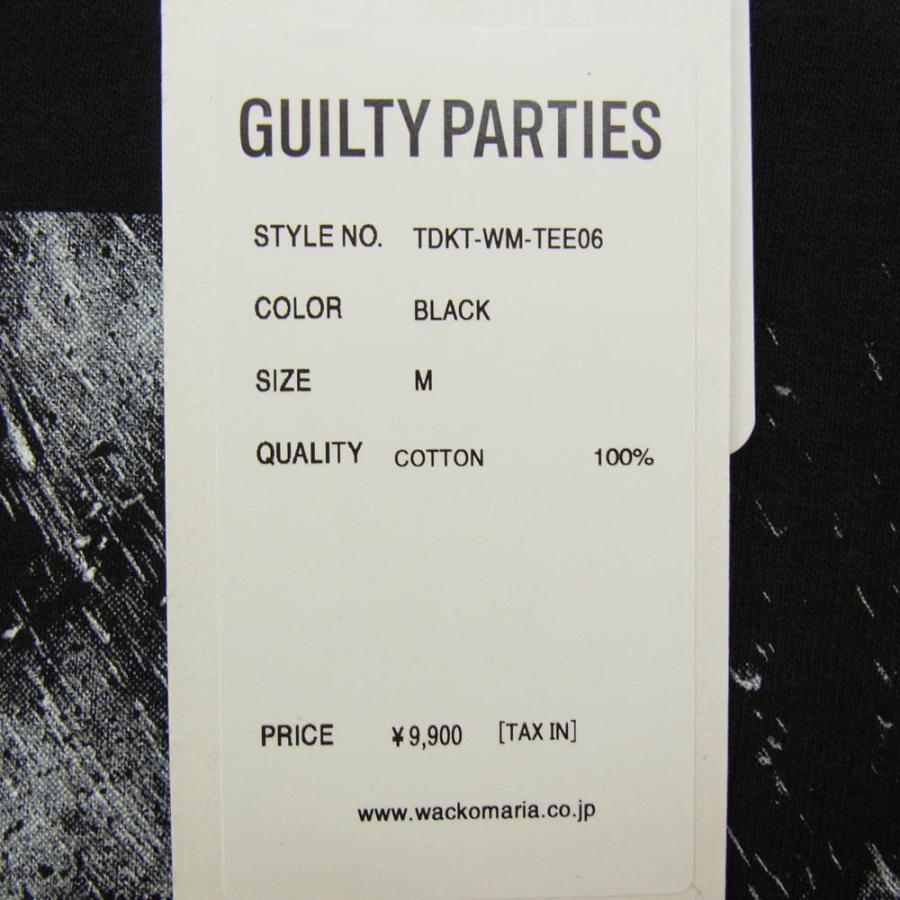 GUILTY PARTIES
STYLE NO. TDKT-WM-TEE06
COLOR BLACK
SIZE M
QUALITY COTTON 100%
PRICE ¥9,900 [TAX IN]
www.wackomaria.co.jp